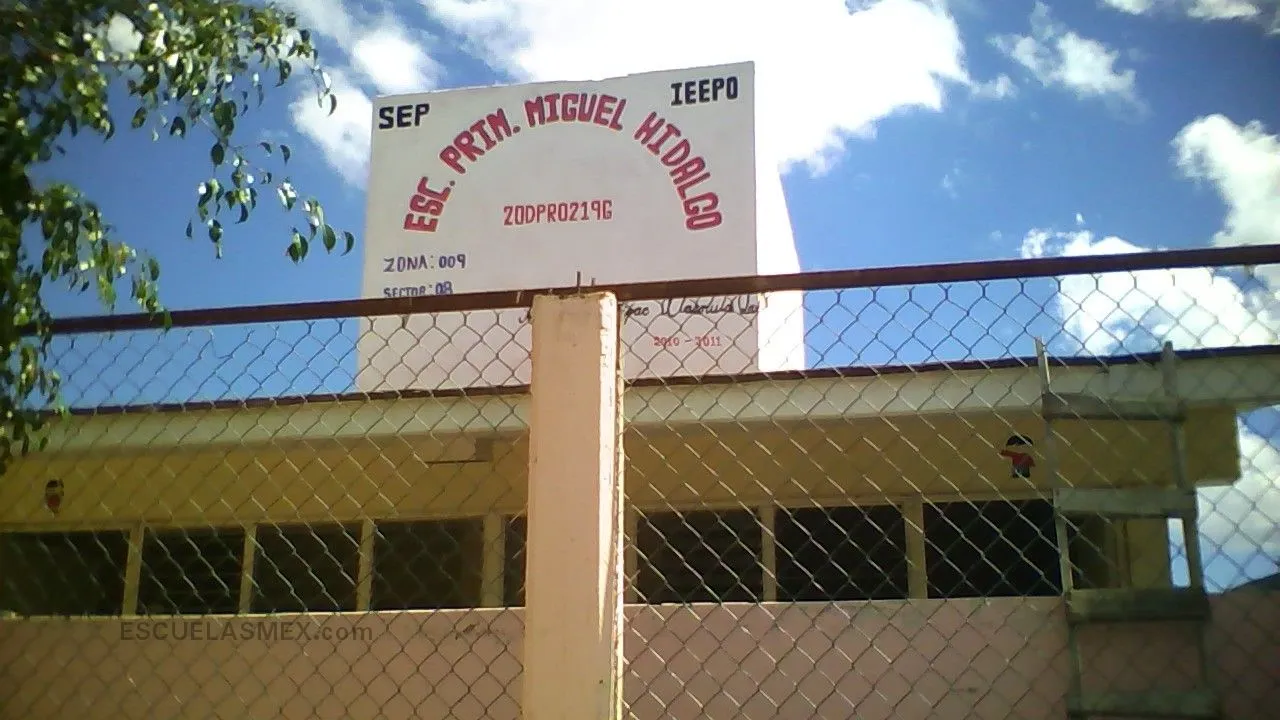 SEP
IEEPO
ESC. PRIM. MIGUEL HIDALGO
20DPR0219G
ZONA: 009
SECTOR: 08
2010 - 2011
ESCUELASMEX.com